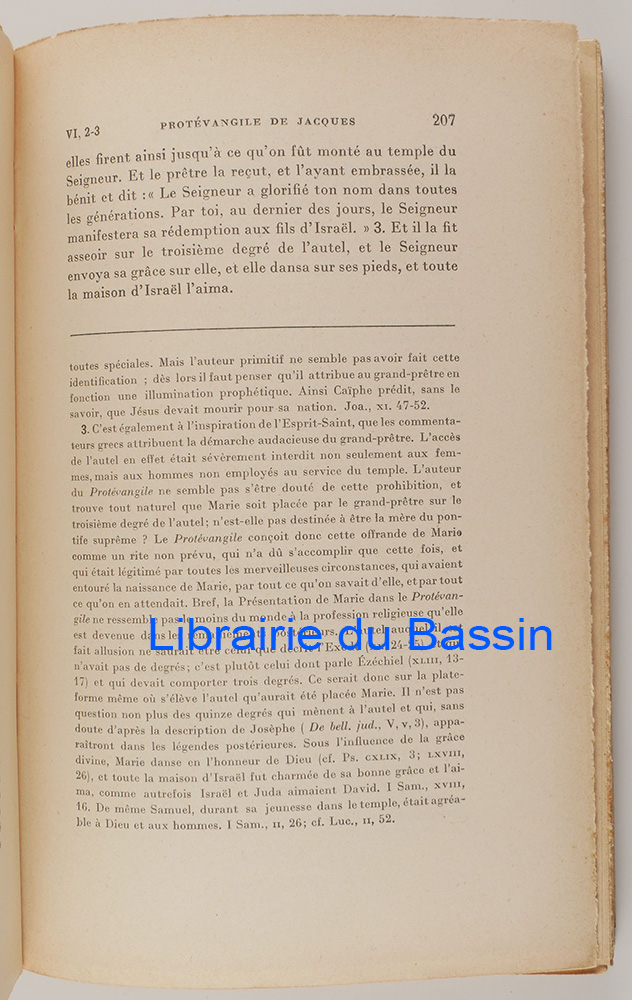 VI, 2-3 PROTÉVANGILE DE JACQUES 207
elles firent ainsi jusqu'à ce qu'on fût monté au temple du
Seigneur. Et le prêtre la reçut, et l'ayant embrassée, il la
bénit et dit : « Le Seigneur a glorifié ton nom dans toutes
les générations. Par toi, au dernier des jours, le Seigneur
manifestera sa rédemption aux fils d'Israël. » 3. Et il la fit
asseoir sur le troisième degré de l'autel, et le Seigneur
envoya sa grâce sur elle, et elle dansa sur ses pieds, et toute
la maison d'Israël l'aima.
toutes spéciales. Mais l'auteur primitif ne semble pas avoir fait cette
identification ; dès lors il faut penser qu'il attribue au grand-prêtre en
fonction une illumination prophétique. Ainsi Caïphe prédit, sans le
savoir, que Jésus devait mourir pour sa nation. Joa., XI. 47-52.
3. C'est également à l'inspiration de l'Esprit-Saint, que les commenta-
teurs grecs attribuent la démarche audacieuse du grand-prêtre. L'accès
de l'autel en effet était sévèrement interdit non seulement aux fem-
mes, mais aux hommes non employés au service du temple. L'auteur
du Protévangile ne semble pas s'être douté de cette prohibition, et
trouve tout naturel que Marie soit placée par le grand-prêtre sur le
troisième degré de l'autel ; n'est-elle pas destinée à être la mère du pon-
tife suprême ? Le Protévangile conçoit donc cette offrande de Marie
comme un rite non prévu, qui n'a dû s'accomplir que cette fois, et
qui était légitimé par toutes les merveilleuses circonstances, qui avaient
entouré la naissance de Marie, par tout ce qu'on savait d'elle, et par tout
ce qu'on en attendait. Bref, la Présentation de Marie dans le Protévan-
gile ne ressemble pas le moins du monde à la profession religieuse qu'elle
est devenue dans les
Librairie du Bassin
fait allusion ne saurait être celui que décrit l'Exode
n'avait pas de degrés ; c'est plutôt celui dont parle Ézéchiel (XLIII, 13-
17) et qui devait comporter trois degrés. Ce serait donc sur la plate-
forme même où s'élève l'autel qu'aurait été placée Marie. Il n'est pas
question non plus des quinze degrés qui mènent à l'autel et qui, sans
doute d'après la description de Josèphe ( De bell. jud., V, v, 3), appa-
raîtront dans les légendes postérieures. Sous l'influence de la grâce
divine, Marie danse en l'honneur de Dieu (cf. Ps. CXLIX, 3 ; LXVIII,
26), et toute la maison d'Israël fut charmée de sa bonne grâce et l'ai-
ma, comme autrefois Israël et Juda aimaient David. I Sam., XVIII,
16. De même Samuel, durant sa jeunesse dans le temple, était agréa-
ble à Dieu et aux hommes. I Sam., II, 26 ; cf. Luc., II, 52.